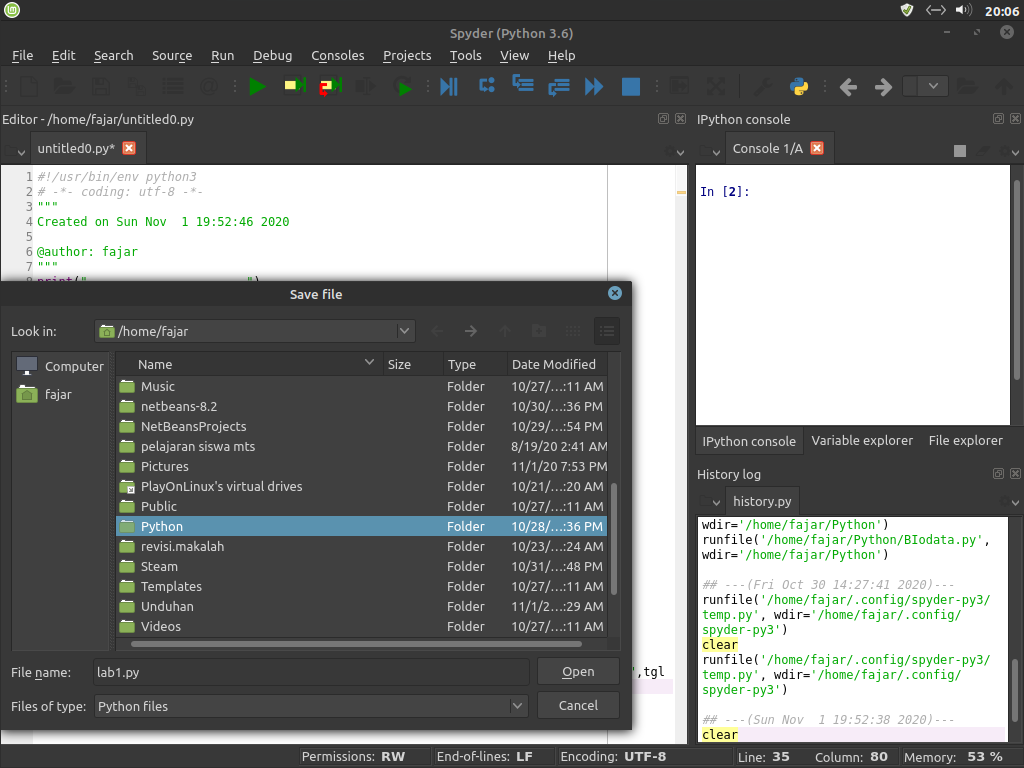 20:06
Spyder (Python 3.6)
File Edit Search Source Run Debug Consoles Projects Tools View Help
Editor - /home/fajar/untitled0.py
untitled0.py*
1 #!/usr/bin/env python3
2 # -*- coding: utf-8 -*-
3 """
4 Created on Sun Nov  1 19:52:46 2020
5
6 @author: fajar
7 """
8 print("                       ")
Save file
Look in: /home/fajar
Computer
fajar
Name Size Type Date Modified
Music Folder 10/27/...:11 AM
netbeans-8.2 Folder 10/30/...:36 PM
NetBeansProjects Folder 10/29/...:54 PM
pelajaran siswa mts Folder 8/19/20 2:41 AM
Pictures Folder 11/1/20 7:53 PM
PlayOnLinux's virtual drives Folder 10/21/...:20 AM
Public Folder 10/27/...:11 AM
Python Folder 10/28/...:36 PM
revisi.makalah Folder 10/23/...:24 AM
Steam Folder 10/31/...:48 PM
Templates Folder 10/27/...:11 AM
Unduhan Folder 11/1/2...:29 AM
Videos Folder 10/27/...:11 AM
File name: lab1.py Open
Files of type: Python files Cancel
",tgl
IPython console
Console 1/A
In [2]:
IPython console Variable explorer File explorer
History log
history.py
wdir='/home/fajar/Python')
runfile('/home/fajar/Python/BIodata.py',
wdir='/home/fajar/Python')
## ---(Fri Oct 30 14:27:41 2020)---
runfile('/home/fajar/.config/spyder-py3/
temp.py', wdir='/home/fajar/.config/
spyder-py3')
clear
runfile('/home/fajar/.config/spyder-py3/
temp.py', wdir='/home/fajar/.config/
spyder-py3')
## ---(Sun Nov  1 19:52:38 2020)---
clear
Permissions: RW End-of-lines: LF Encoding: UTF-8 Line: 35 Column: 80 Memory: 53 %